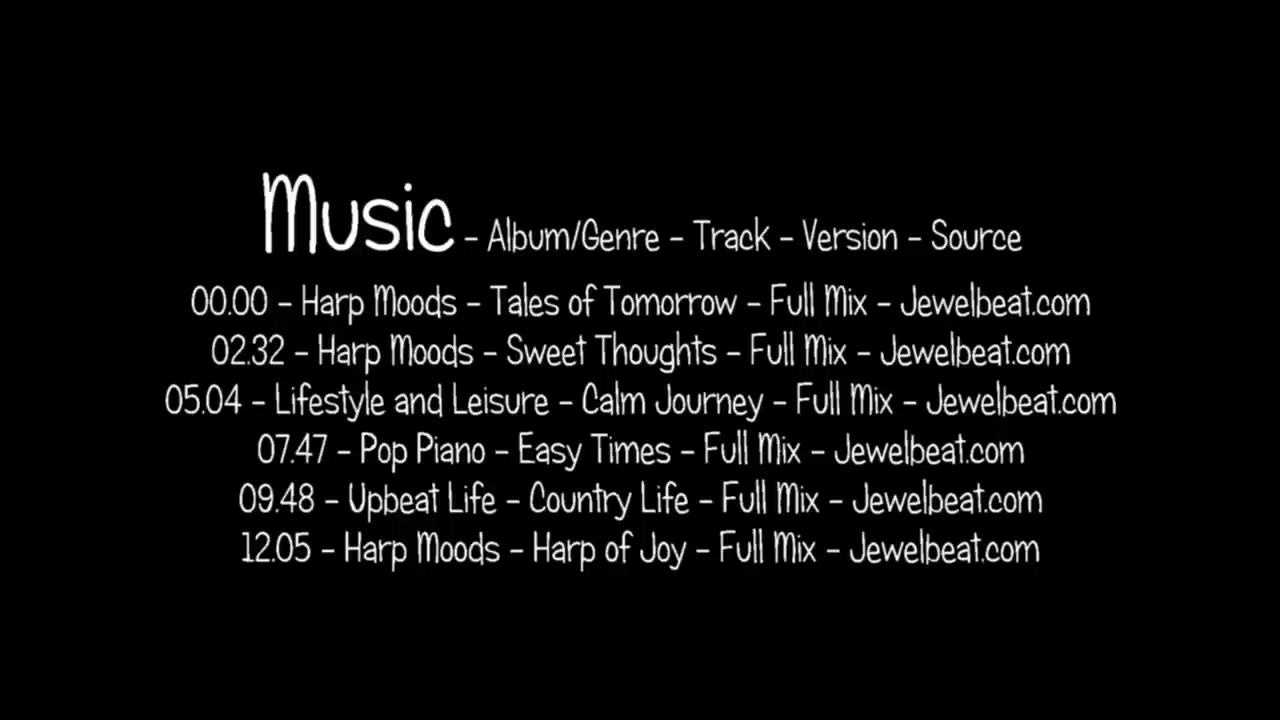 Music - Album/Genre - Track - Version - Source
00.00 - Harp Moods - Tales of Tomorrow - Full Mix - Jewelbeat.com
02.32 - Harp Moods - Sweet Thoughts - Full Mix - Jewelbeat.com
05.04 - Lifestyle and Leisure - Calm Journey - Full Mix - Jewelbeat.com
07.47 - Pop Piano - Easy Times - Full Mix - Jewelbeat.com
09.48 - Upbeat Life - Country Life - Full Mix - Jewelbeat.com
12.05 - Harp Moods - Harp of Joy - Full Mix - Jewelbeat.com